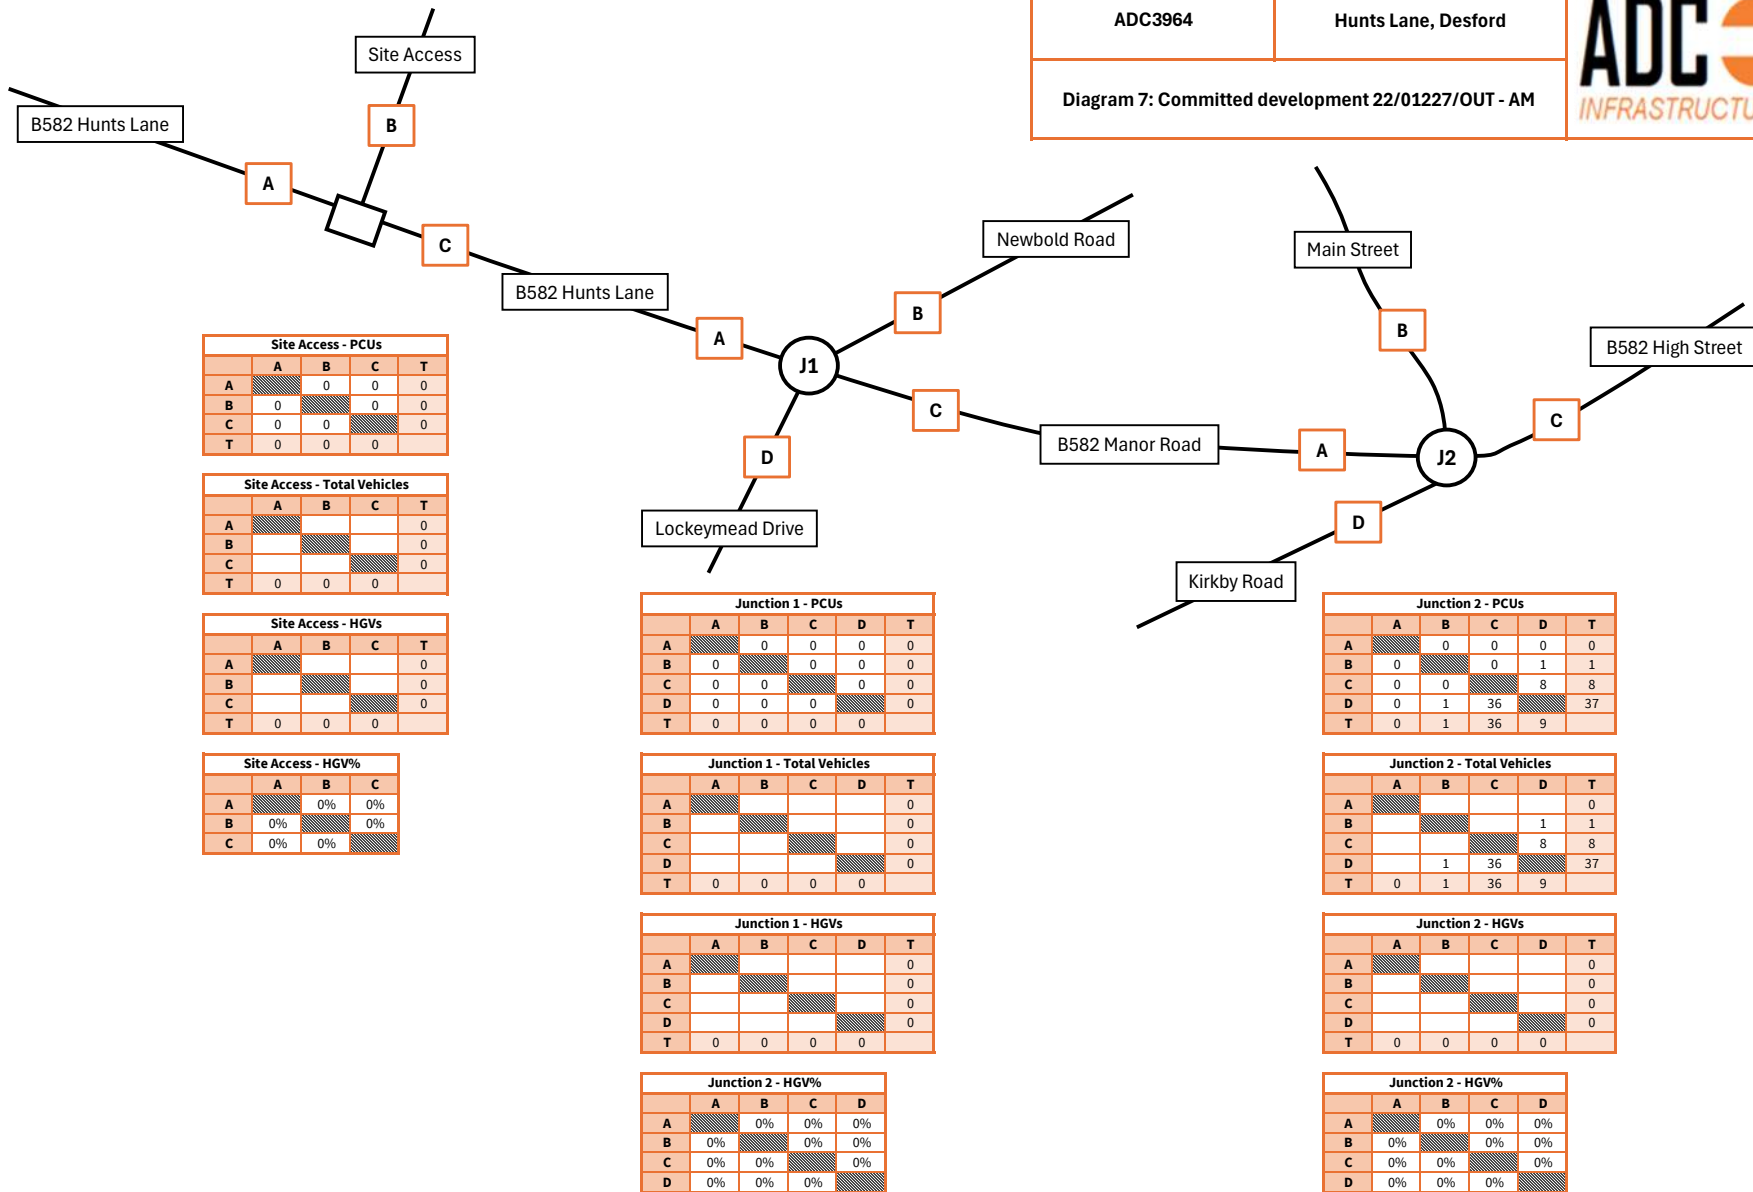 ADC3964 Hunts Lane, Desford
Diagram 7: Committed development 22/01227/OUT - AM
ADC
INFRASTRUCTU
Site Access
B582 Hunts Lane
B
A
C
B582 Hunts Lane
Newbold Road
Main Street
B582 High Street
A
B
J1
C
D
Lockeymead Drive
B582 Manor Road
A
B
J2
C
D
Kirkby Road
Site Access - PCUs
A B C T
A 0 0 0
B 0 0 0
C 0 0 0
T 0 0 0
Site Access - Total Vehicles
A B C T
A 0
B 0
C 0
T 0 0 0
Site Access - HGVs
A B C T
A 0
B 0
C 0
T 0 0 0
Site Access - HGV%
A B C
A 0% 0%
B 0% 0%
C 0% 0%
Junction 1 - PCUs
A B C D T
A 0 0 0 0
B 0 0 0 0
C 0 0 0 0
D 0 0 0 0
T 0 0 0 0
Junction 1 - Total Vehicles
A B C D T
A 0
B 0
C 0
D 0
T 0 0 0 0
Junction 1 - HGVs
A B C D T
A 0
B 0
C 0
D 0
T 0 0 0 0
Junction 2 - HGV%
A B C D
A 0% 0% 0%
B 0% 0% 0%
C 0% 0% 0%
D 0% 0% 0%
Junction 2 - PCUs
A B C D T
A 0 0 0 0
B 0 0 1 1
C 0 0 8 8
D 0 1 36 37
T 0 1 36 9
Junction 2 - Total Vehicles
A B C D T
A 0
B 1 1
C 8 8
D 1 36 37
T 0 1 36 9
Junction 2 - HGVs
A B C D T
A 0
B 0
C 0
D 0
T 0 0 0 0
Junction 2 - HGV%
A B C D
A 0% 0% 0%
B 0% 0% 0%
C 0% 0% 0%
D 0% 0% 0%